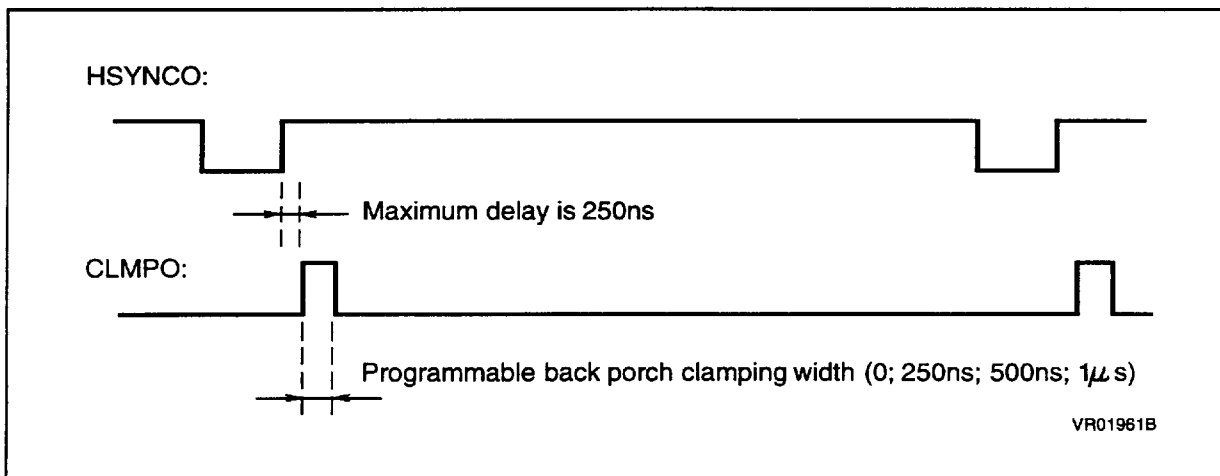 HSYNCO:
Maximum delay is 250ns
CLMPO:
Programmable back porch clamping width (0; 250ns; 500ns; 1μs)
VR01961B